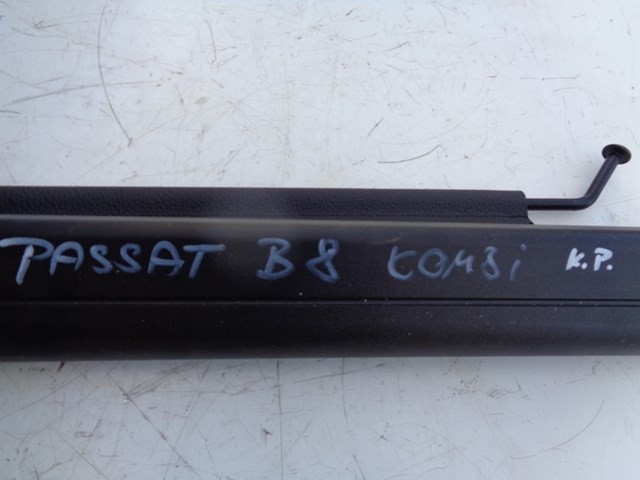 PASSAT B8 KOMBi K.P.